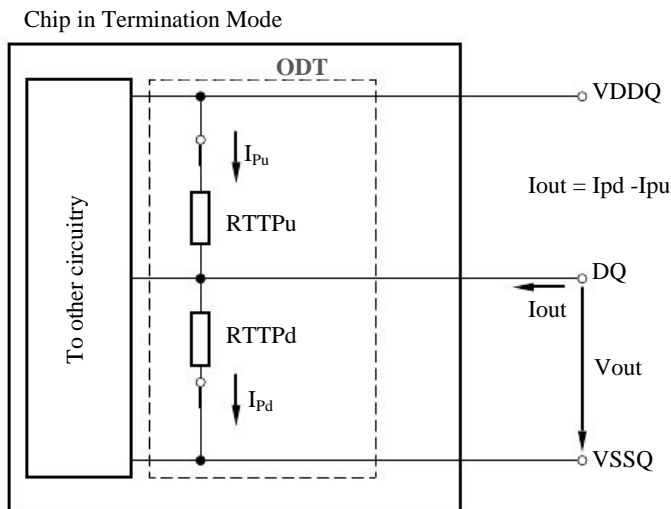 Chip in Termination Mode
ODT
VDDQ
IPu
Iout = Ipd -Ipu
RTTPu
To other circuitry
DQ
Iout
RTTPd
Vout
IPd
VSSQ